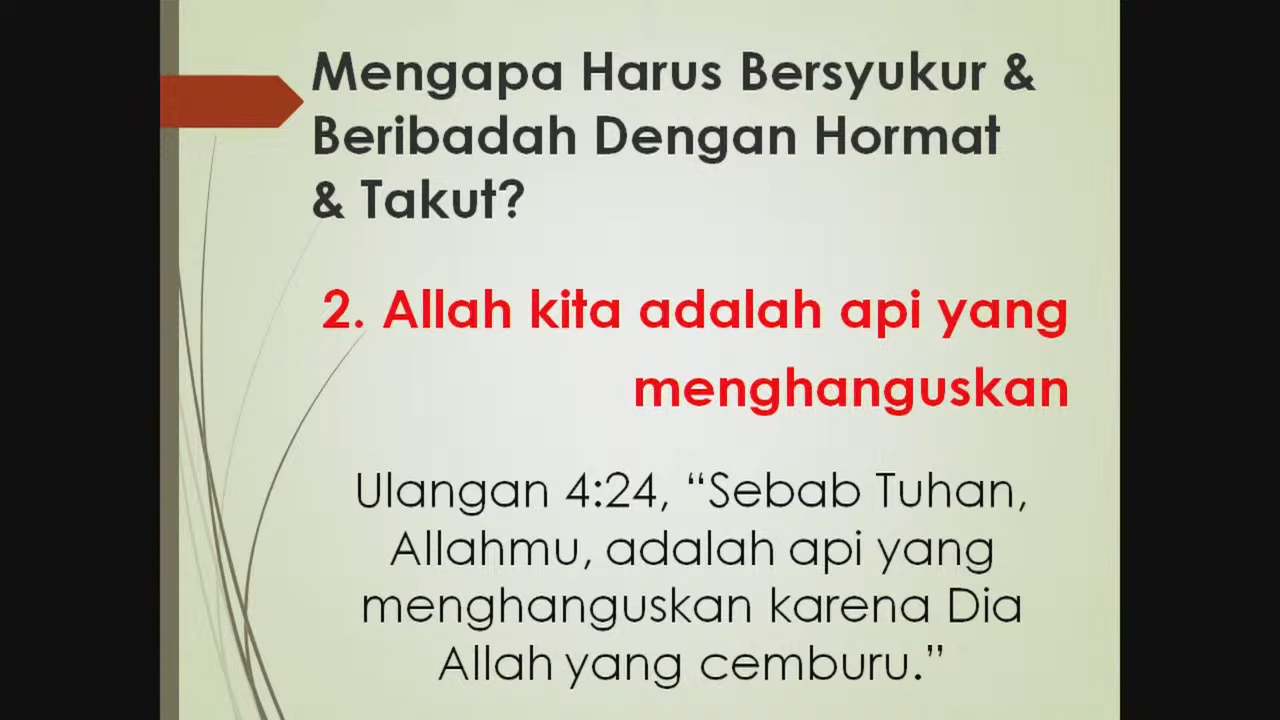 Mengapa Harus Bersyukur &
Beribadah Dengan Hormat
& Takut?
2. Allah kita adalah api yang
menghanguskan
Ulangan 4:24, “Sebab Tuhan,
Allahmu, adalah api yang
menghanguskan karena Dia
Allah yang cemburu.”